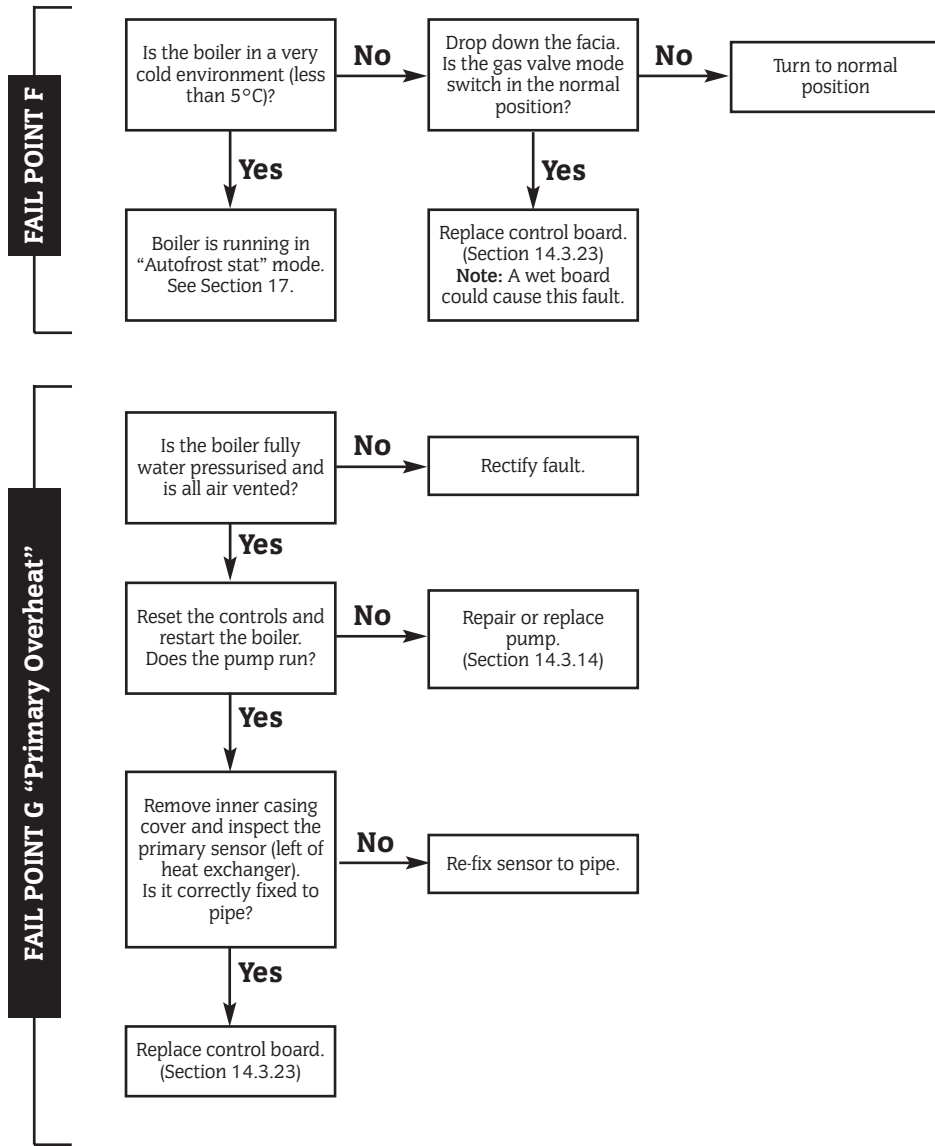 FAIL POINT F
Is the boiler in a very
cold environment (less
than 5°C)?
No
Drop down the facia.
Is the gas valve mode
switch in the normal
position?
No
Turn to normal
position
Yes
Yes
Boiler is running in
“Autofrost stat” mode.
See Section 17.
Replace control board.
(Section 14.3.23)
Note: A wet board
could cause this fault.
FAIL POINT G “Primary Overheat”
Is the boiler fully
water pressurised and
is all air vented?
No
Rectify fault.
Yes
Reset the controls and
restart the boiler.
Does the pump run?
No
Repair or replace
pump.
(Section 14.3.14)
Yes
Remove inner casing
cover and inspect the
primary sensor (left of
heat exchanger).
Is it correctly fixed to
pipe?
No
Re-fix sensor to pipe.
Yes
Replace control board.
(Section 14.3.23)